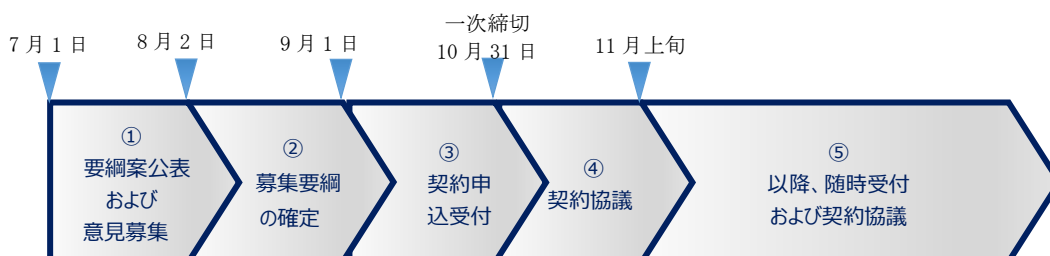 一次締切
7月1日
8月2日
9月1日
10月31日
11月上旬
①
要綱案公表
および
意見募集
②
募集要綱
の確定
③
契約申
込受付
④
契約協議
⑤
以降、随時受付
および契約協議